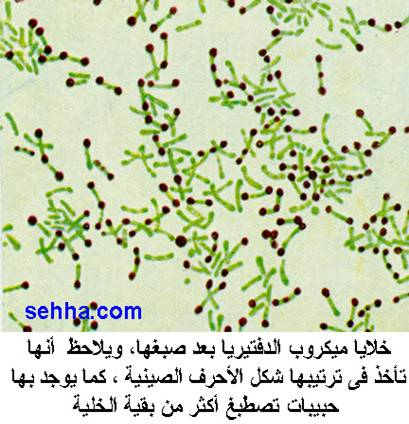 sehha.com
خلايا ميكروب الدفتيريا بعد صبغها، ويلاحظ أنها
تأخذ فى ترتيبها شكل الأحرف الصينية ، كما يوجد بها
حبيبات تصطبغ أكثر من بقية الخلية